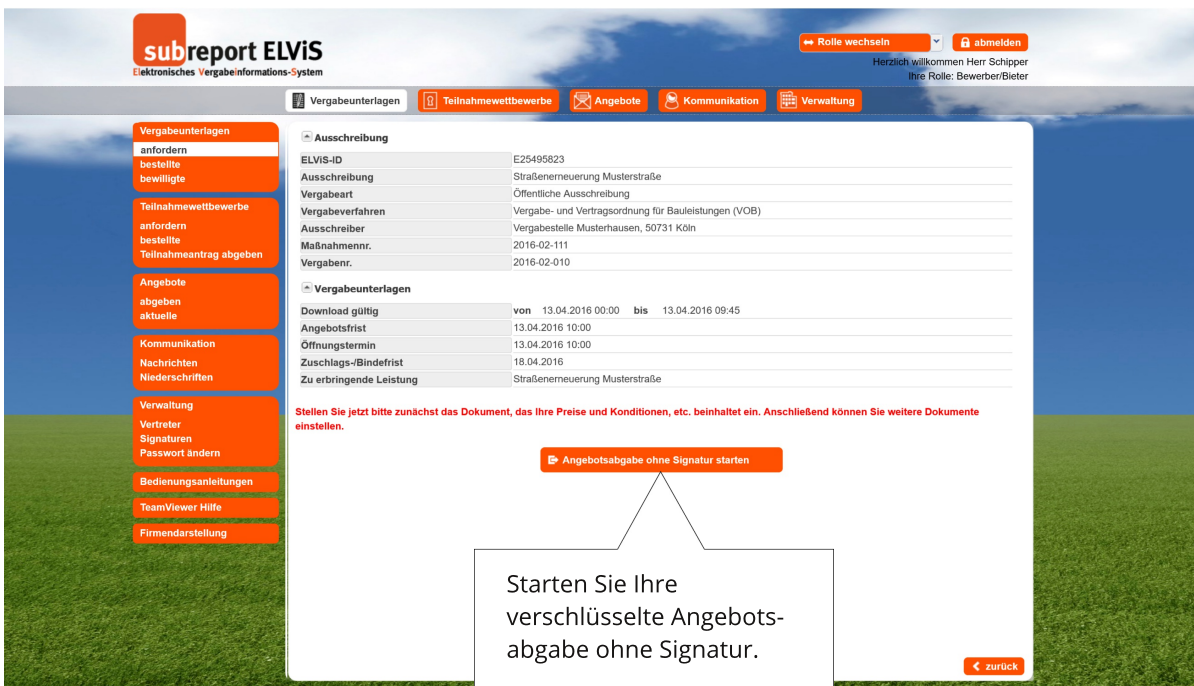 subreport ELViS
Elektronisches Vergabeinformations-System
Rolle wechseln
abmelden
Herzlich willkommen Herr Schipper
Ihre Rolle: Bewerber/Bieter
Vergabeunterlagen Teilnahmewettbewerbe Angebote Kommunikation Verwaltung
Vergabeunterlagen
anfordern
bestellte
bewilligte
Teilnahmewettbewerbe
anfordern
bestellte
Teilnahmeantrag abgeben
Angebote
abgeben
aktuelle
Kommunikation
Nachrichten
Niederschriften
Verwaltung
Vertreter
Signaturen
Passwort ändern
Bedienungsanleitungen
TeamViewer Hilfe
Firmendarstellung
Ausschreibung
ELViS-ID E25495823
Ausschreibung Straßenerneuerung Musterstraße
Vergabeart Öffentliche Ausschreibung
Vergabeverfahren Vergabe- und Vertragsordnung für Bauleistungen (VOB)
Ausschreiber Vergabestelle Musterhausen, 50731 Köln
Maßnahmennr. 2016-02-111
Vergabenr. 2016-02-010
Vergabeunterlagen
Download gültig von 13.04.2016 00:00 bis 13.04.2016 09:45
Angebotsfrist 13.04.2016 10:00
Öffnungstermin 13.04.2016 10:00
Zuschlags-/Bindefrist 18.04.2016
Zu erbringende Leistung Straßenerneuerung Musterstraße
Stellen Sie jetzt bitte zunächst das Dokument, das Ihre Preise und Konditionen, etc. beinhaltet ein. Anschließend können Sie weitere Dokumente
einstellen.
Angebotsabgabe ohne Signatur starten
Starten Sie Ihre
verschlüsselte Angebots-
abgabe ohne Signatur.
zurück